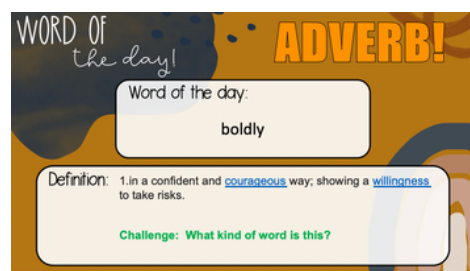 WORD OF
the day!
ADVERB!
Word of the day:
boldly
Definition:
1.in a confident and courageous way; showing a willingness
to take risks.
Challenge: What kind of word is this?